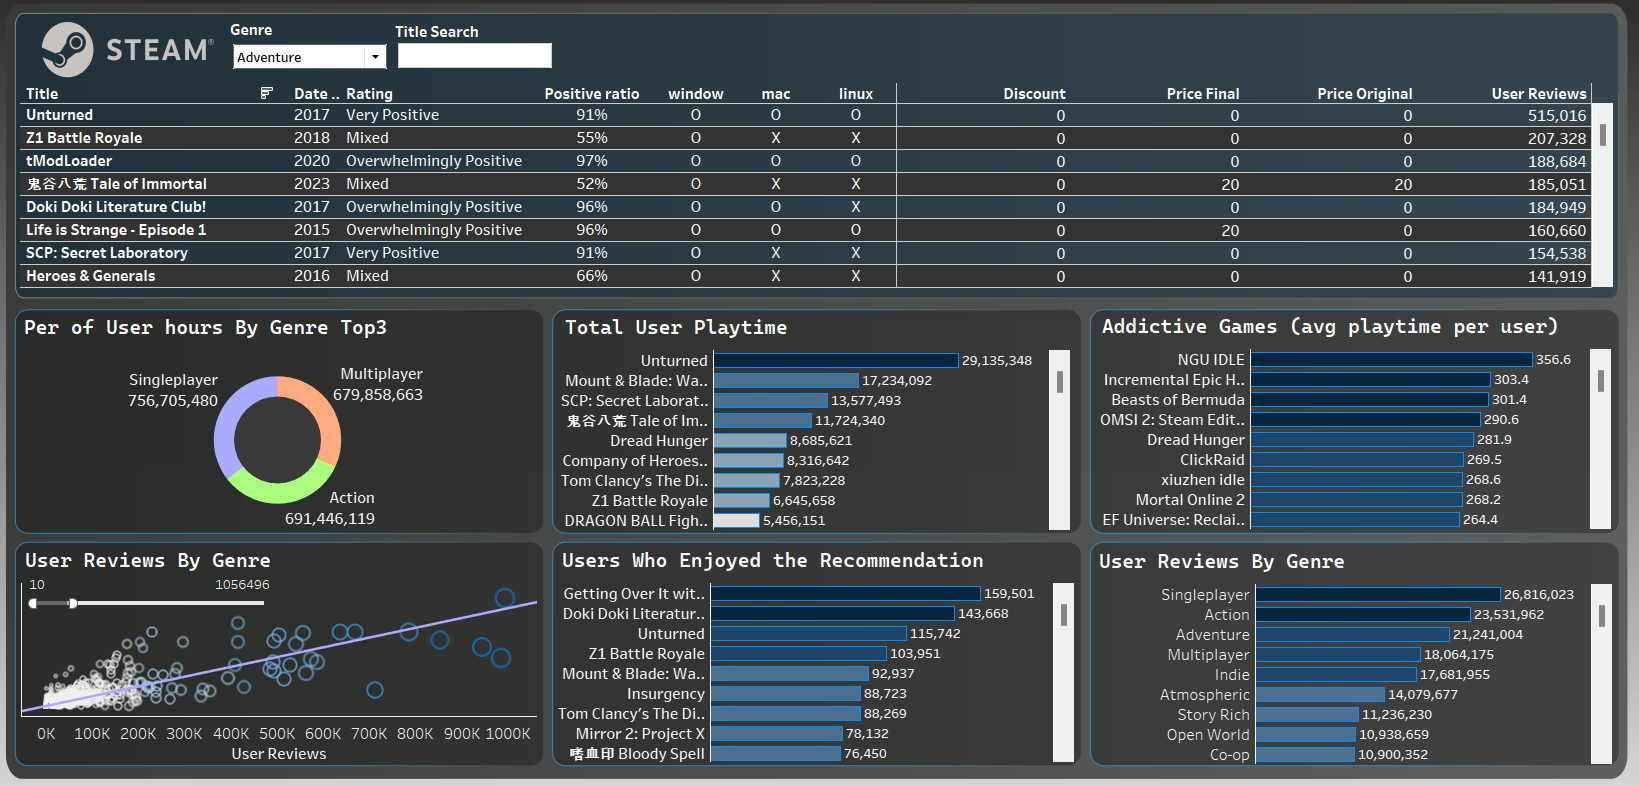 STEAM®
Genre
Title Search
Adventure
Title Date .. Rating Positive ratio window mac linux Discount Price Final Price Original User Reviews
Unturned 2017 Very Positive 91% O O O 0 0 0 515,016
Z1 Battle Royale 2018 Mixed 55% O X X 0 0 0 207,328
tModLoader 2020 Overwhelmingly Positive 97% O O O 0 0 0 188,684
鬼谷八荒 Tale of Immortal 2023 Mixed 52% O X X 0 20 20 185,051
Doki Doki Literature Club! 2017 Overwhelmingly Positive 96% O O X 0 0 0 184,949
Life is Strange - Episode 1 2015 Overwhelmingly Positive 96% O O O 0 20 0 160,660
SCP: Secret Laboratory 2017 Very Positive 91% O X X 0 0 0 154,538
Heroes & Generals 2016 Mixed 66% O X X 0 0 0 141,919
Per of User hours By Genre Top3
Singleplayer
756,705,480
Multiplayer
679,858,663
Action
691,446,119
Total User Playtime
Unturned 29,135,348
Mount & Blade: Wa.. 17,234,092
SCP: Secret Laborat.. 13,577,493
鬼谷八荒 Tale of Im.. 11,724,340
Dread Hunger 8,685,621
Company of Heroes.. 8,316,642
Tom Clancy's The Di.. 7,823,228
Z1 Battle Royale 6,645,658
DRAGON BALL Figh.. 5,456,151
Addictive Games (avg playtime per user)
NGU IDLE 356.6
Incremental Epic H.. 303.4
Beasts of Bermuda 301.4
OMSI 2: Steam Edit.. 290.6
Dread Hunger 281.9
ClickRaid 269.5
xiuzhen idle 268.6
Mortal Online 2 268.2
EF Universe: Reclai.. 264.4
User Reviews By Genre
10 1056496
0K 100K 200K 300K 400K 500K 600K 700K 800K 900K 1000K
User Reviews
Users Who Enjoyed the Recommendation
Getting Over It wit.. 159,501
Doki Doki Literatur.. 143,668
Unturned 115,742
Z1 Battle Royale 103,951
Mount & Blade: Wa.. 92,937
Insurgency 88,723
Tom Clancy's The Di.. 88,269
Mirror 2: Project X 78,132
嗜血印 Bloody Spell 76,450
User Reviews By Genre
Singleplayer 26,816,023
Action 23,531,962
Adventure 21,241,004
Multiplayer 18,064,175
Indie 17,681,955
Atmospheric 14,079,677
Story Rich 11,236,230
Open World 10,938,659
Co-op 10,900,352